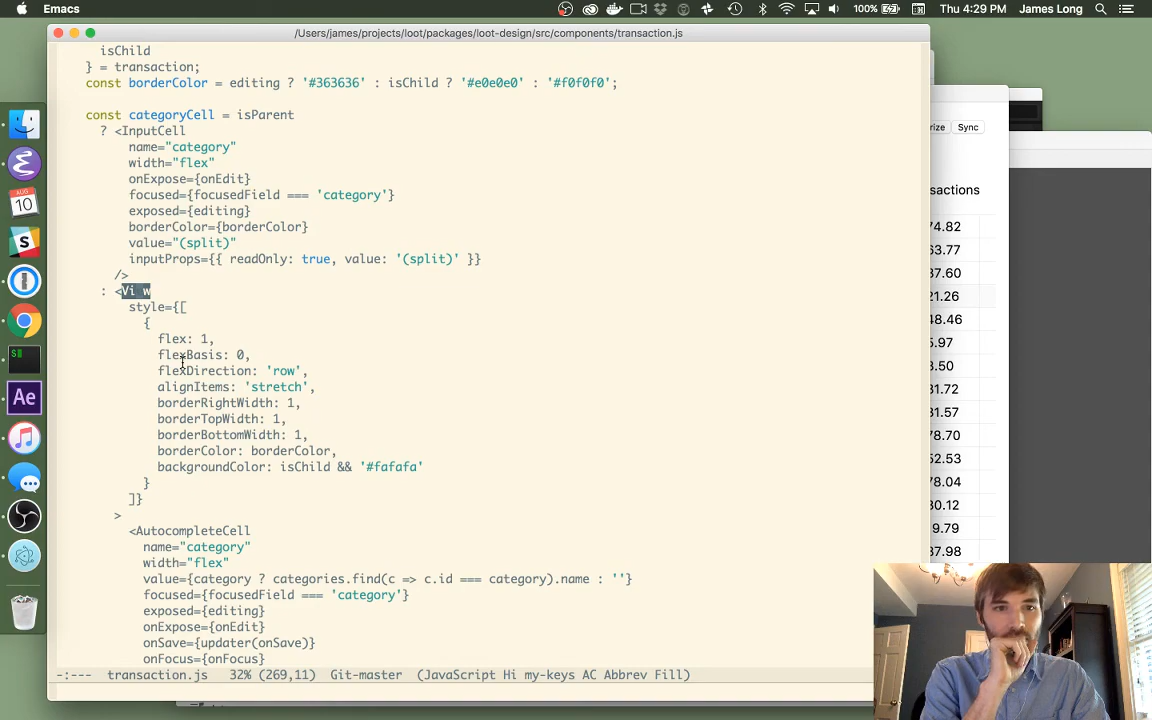 Emacs
100%
Thu 4:29 PM James Long
/Users/james/projects/loot/packages/loot-design/src/components/transaction.js
isChild
} = transaction;
const borderColor = editing ? '#363636' : isChild ? '#e0e0e0' : '#f0f0f0';
const categoryCell = isParent
? <InputCell
name="category"
width="flex"
onExpose={onEdit}
focused={focusedField === 'category'}
exposed={editing}
borderColor={borderColor}
value="(split)"
inputProps={{ readOnly: true, value: '(split)' }}
/>
: <Vi w
style={[
{
flex: 1,
flexBasis: 0,
flexDirection: 'row',
alignItems: 'stretch',
borderRightWidth: 1,
borderTopWidth: 1,
borderBottomWidth: 1,
borderColor: borderColor,
backgroundColor: isChild && '#fafafa'
}
]}
>
<AutocompleteCell
name="category"
width="flex"
value={category ? categories.find(c => c.id === category).name : ''}
focused={focusedField === 'category'}
exposed={editing}
onExpose={onEdit}
onSave={updater(onSave)}
onFocus={onFocus}
-:--- transaction.js 32% (269,11) Git-master (JavaScript Hi my-keys AC Abbrev Fill)
rize Sync
sactions
74.82
63.77
37.60
21.26
48.46
5.97
3.50
31.72
31.57
78.70
52.53
78.04
30.12
9.79
37.98
AUG
10
S
$
Ae